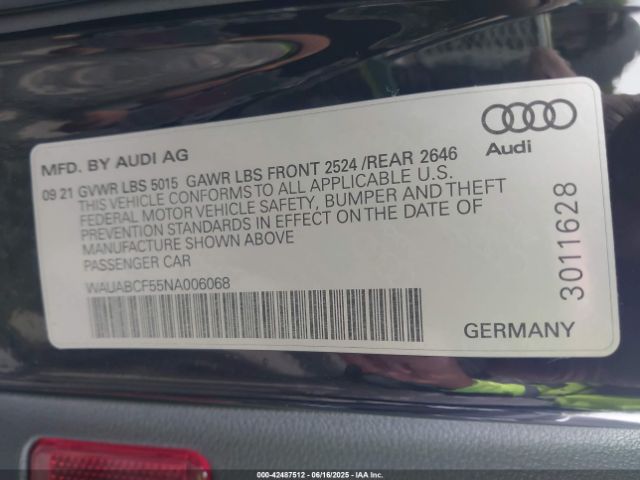 MFD. BY AUDI AG
09 21 GVWR LBS 5015 GAWR LBS FRONT 2524 /REAR 2646
THIS VEHICLE CONFORMS TO ALL APPLICABLE U.S.
FEDERAL MOTOR VEHICLE SAFETY, BUMPER AND THEFT
PREVENTION STANDARDS IN EFFECT ON THE DATE OF
MANUFACTURE SHOWN ABOVE
PASSENGER CAR
WAUABCF55NA006068
Audi
3011628
GERMANY
000-42487512 - 06/16/2025 - IAAI.COM